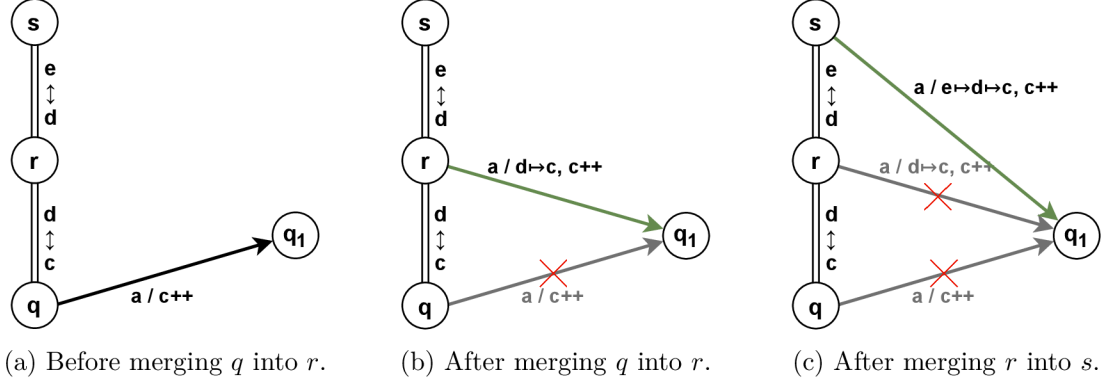 s
e
↕
d
r
d
↕
c
q
a / c++
q₁
(a) Before merging q into r.
s
e
↕
d
r
a / d↦c, c++
d
↕
c
q
a / c++
q₁
(b) After merging q into r.
s
a / e↦d↦c, c++
e
↕
d
r
a / d↦c, c++
d
↕
c
q
a / c++
q₁
(c) After merging r into s.